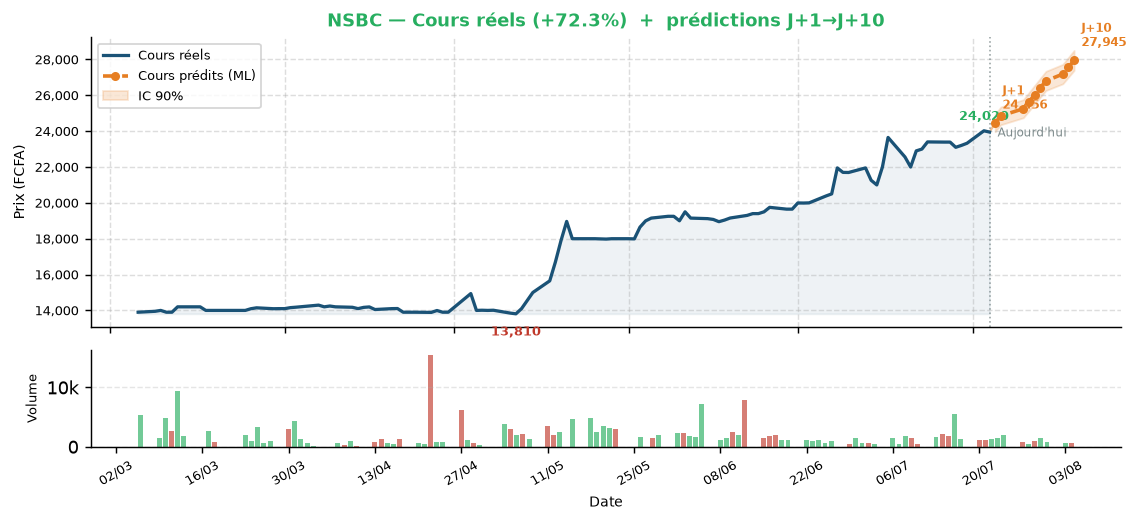 NSBC — Cours réels (+72.3%) + prédictions J+1→J+10
Cours réels
Cours prédits (ML)
IC 90%
J+10
27,945
J+1
24,029
Aujourd'hui
13,810
Prix (FCFA)
28,000
26,000
24,000
22,000
20,000
18,000
16,000
14,000
Volume
10k
0
02/03
16/03
30/03
13/04
27/04
11/05
25/05
08/06
22/06
06/07
20/07
03/08
Date